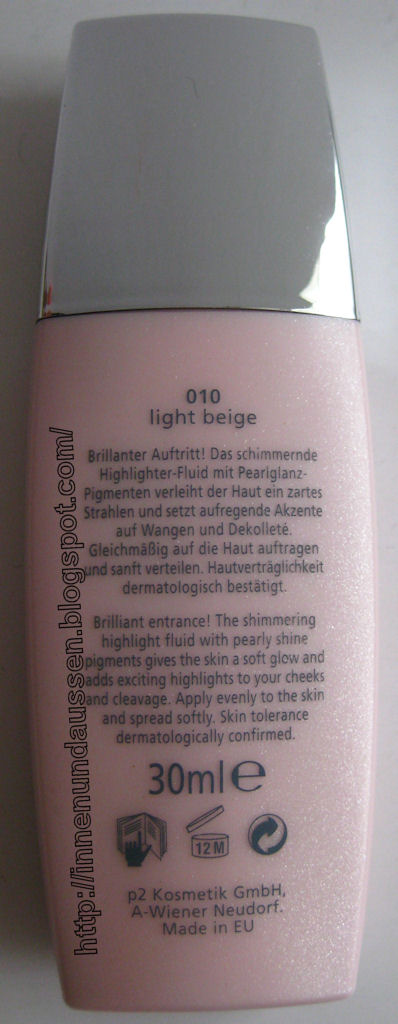 010
light beige
Brillanter Auftritt! Das schimmernde
Highlighter-Fluid mit Pearlglanz-
Pigmenten verleiht der Haut ein zartes
Strahlen und setzt aufregende Akzente
auf Wangen und Dekolleté.
Gleichmäßig auf die Haut auftragen
und sanft verteilen. Hautverträglichkeit
dermatologisch bestätigt.
Brilliant entrance! The shimmering
highlight fluid with pearly shine
pigments gives the skin a soft glow and
adds exciting highlights to your cheeks
and cleavage. Apply evenly to the skin
and spread softly. Skin tolerance
dermatologically confirmed.
30ml e
12 M
p2 Kosmetik GmbH,
A-Wiener Neudorf.
Made in EU
http://innenundaussen.blogspot.com/